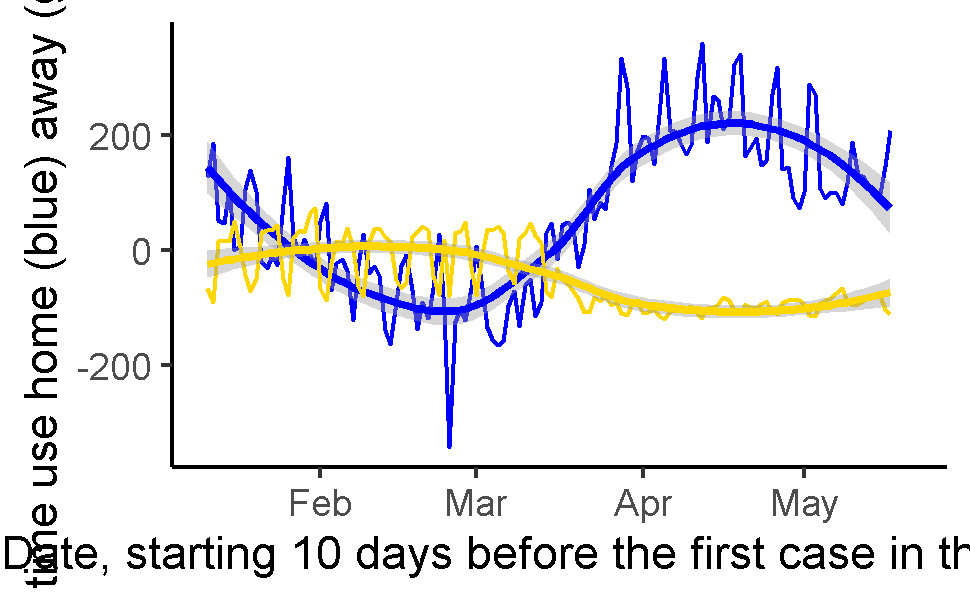 time use home (blue) away (
200
0
-200
Feb Mar Apr May
Date, starting 10 days before the first case in th